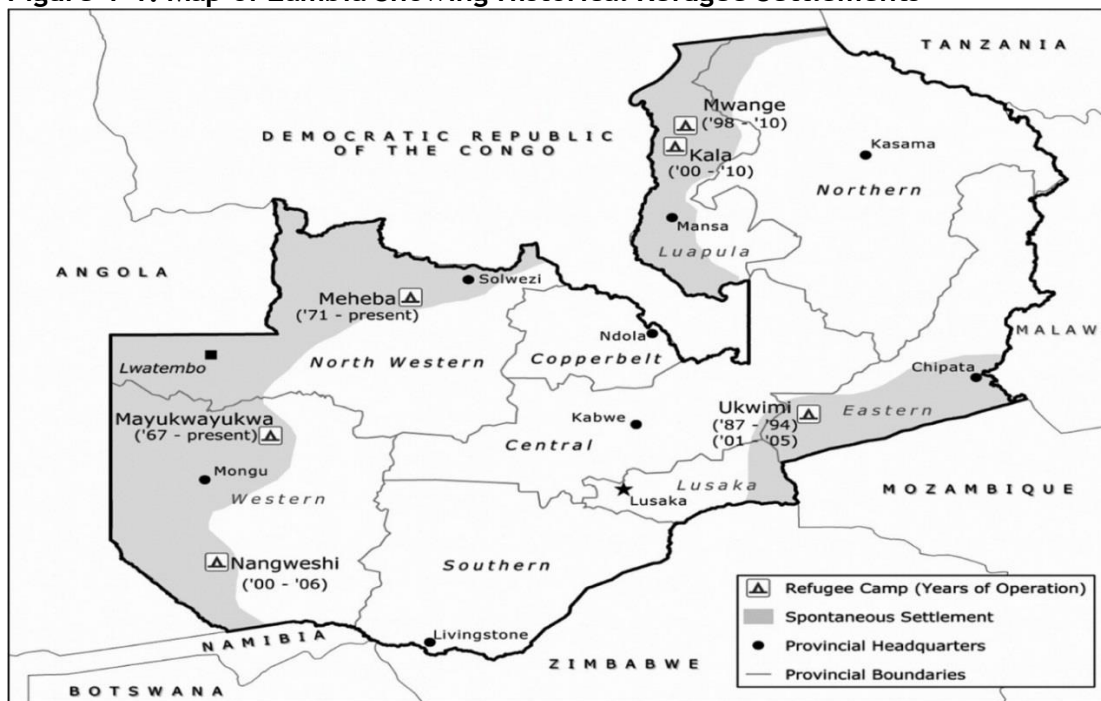 Figure Map of Zambia Showing Historical Refugee Settlements
TANZANIA
DEMOCRATIC REPUBLIC
OF THE CONGO
Mwange
('98 - '10)
Kala
('00 - '10)
Kasama
Northern
Mansa
Luapula
ANGOLA
Solwezi
Meheba
('71 - present)
Ndola
MALAW
Lwatembo
North Western
Copperbelt
Chipata
Mayukwayukwa
('67 - present)
Kabwe
Ukwimi
('87 - '94)
('01 - '05)
Eastern
Central
Mongu
Western
Lusaka
Lusaka
MOZAMBIQUE
Nangweshi
('00 - '06)
Southern
Refugee Camp (Years of Operation)
Spontaneous Settlement
Provincial Headquarters
Provincial Boundaries
NAMIBIA
Livingstone
ZIMBABWE
BOTSWANA